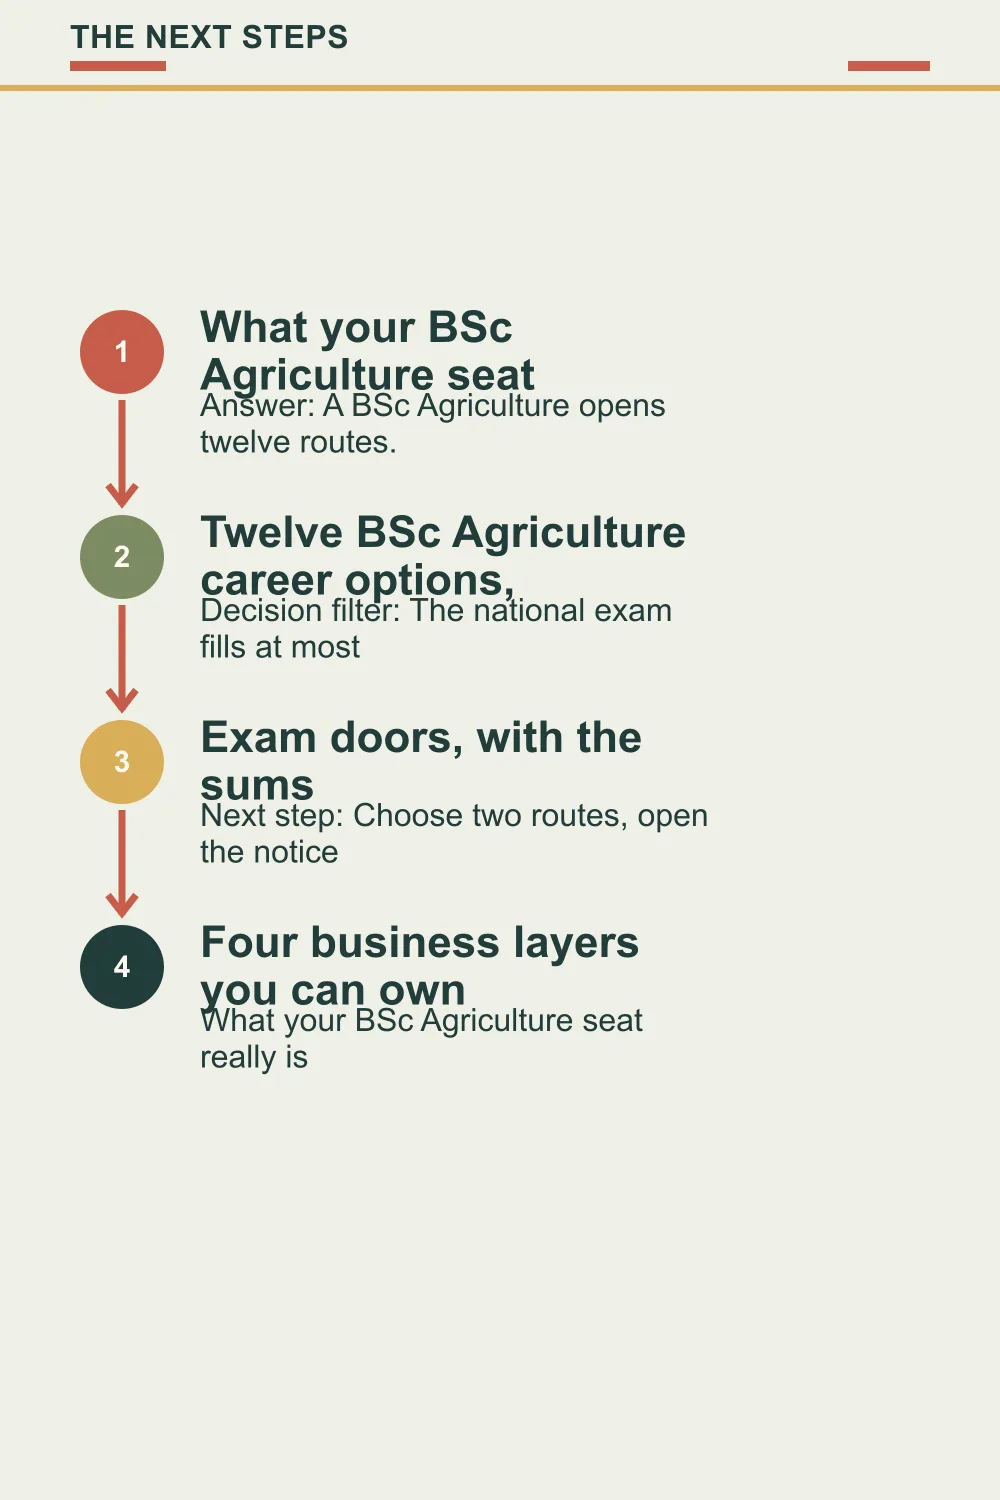 THE NEXT STEPS
1
What your BSc
Agriculture seat
Answer: A BSc Agriculture opens
twelve routes.
2
Twelve BSc Agriculture
career options,
Decision filter: The national exam
fills at most
3
Exam doors, with the
sums
Next step: Choose two routes, open
the notice
4
Four business layers
you can own
What your BSc Agriculture seat
really is